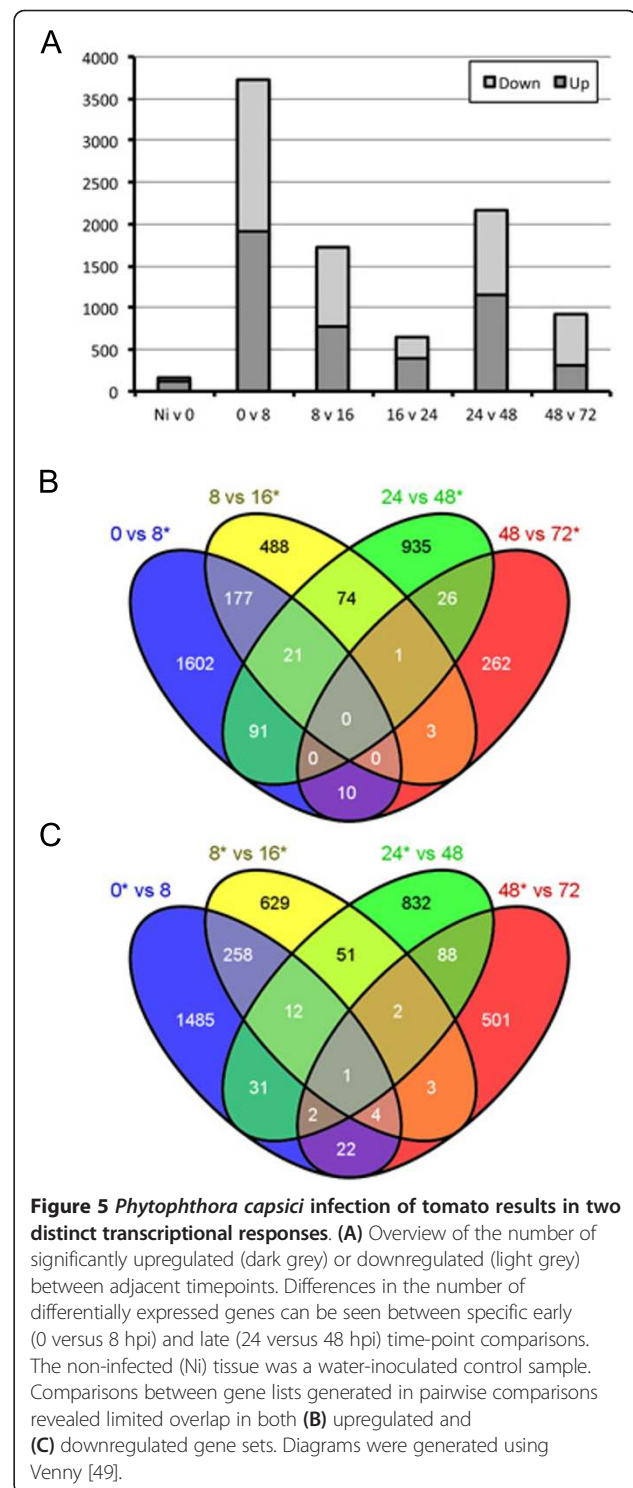 A
4000
3500
3000
2500
2000
1500
1000
500
0
Down Up
Ni v 0 0 v 8 8 v 16 16 v 24 24 v 48 48 v 72
B
8 vs 16* 24 vs 48*
0 vs 8* 48 vs 72*
488 935
177 74 26
1602 21 1 262
0
91 3
0 0
10
C
8* vs 16* 24* vs 48
0* vs 8 48* vs 72
629 832
258 51 88
1485 12 2 501
1
31 3
2 4
22
Figure 5 Phytophthora capsici infection of tomato results in two
distinct transcriptional responses. (A) Overview of the number of
significantly upregulated (dark grey) or downregulated (light grey)
between adjacent timepoints. Differences in the number of
differentially expressed genes can be seen between specific early
(0 versus 8 hpi) and late (24 versus 48 hpi) time-point comparisons.
The non-infected (Ni) tissue was a water-inoculated control sample.
Comparisons between gene lists generated in pairwise comparisons
revealed limited overlap in both (B) upregulated and
(C) downregulated gene sets. Diagrams were generated using
Venny [49].